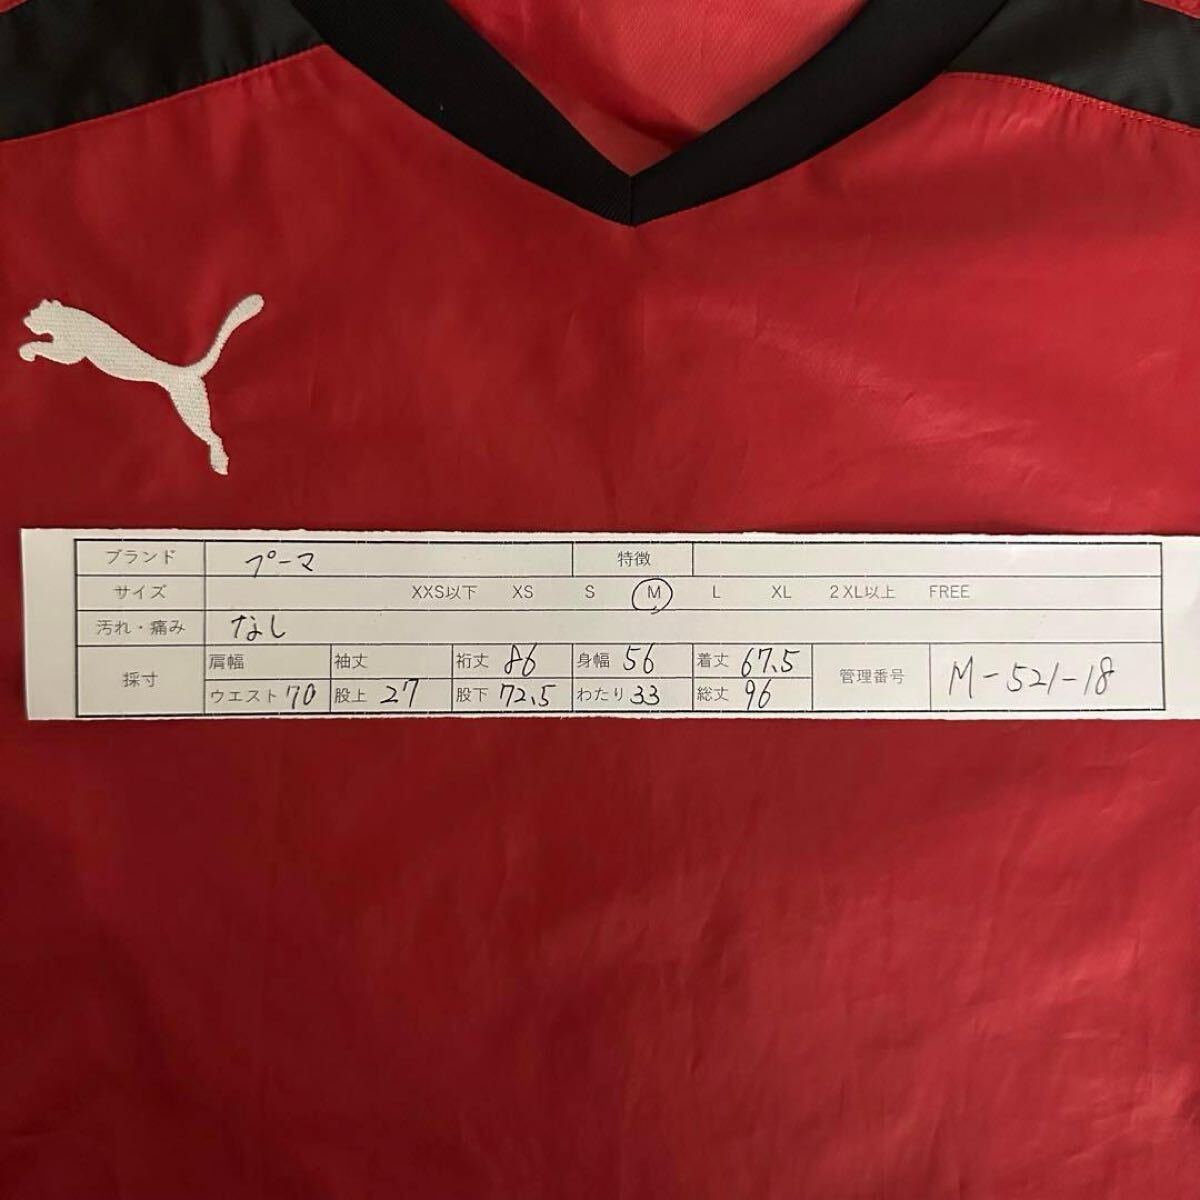 ブランド プーマ 特徴
サイズ XXS以下 XS S M L XL 2XL以上 FREE
汚れ・痛み なし
採寸 肩幅 袖丈 裄丈 86 身幅 56 着丈 67.5 管理番号 M-521-18
ウエスト 70 股上 27 股下 72.5 わたり 33 総丈 96